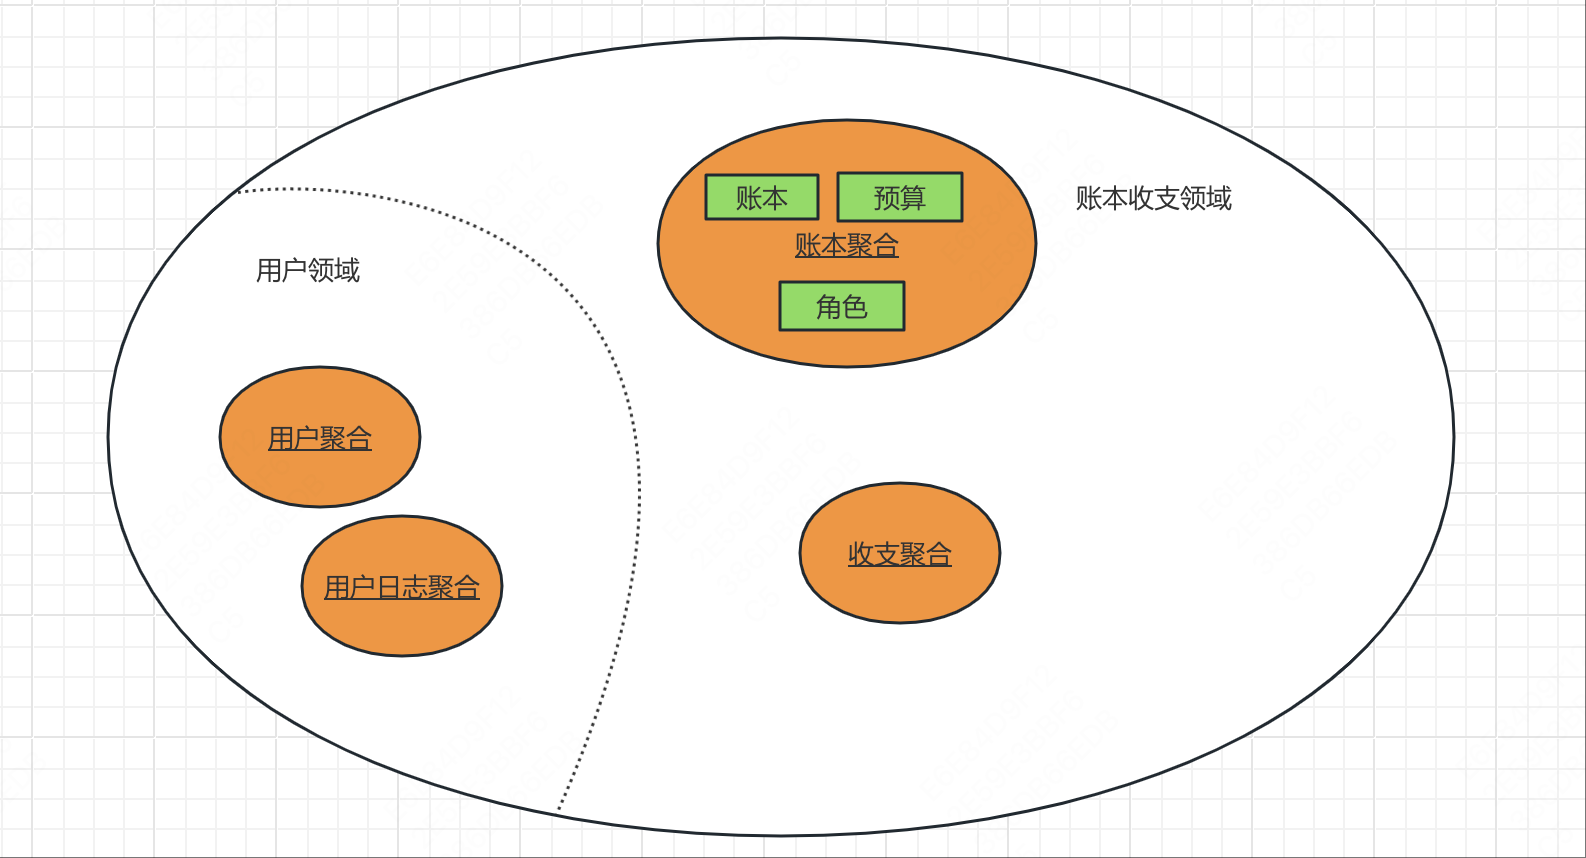 账本
预算
账本收支领域
账本聚合
用户领域
角色
用户聚合
收支聚合
用户日志聚合